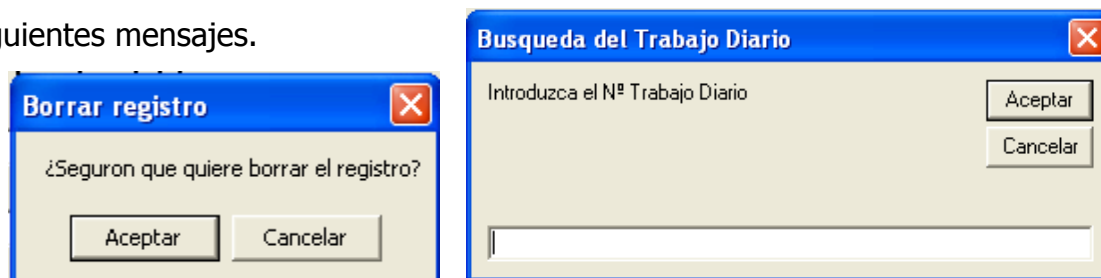 guientes mensajes.
Borrar registro
¿Seguron que quiere borrar el registro?
Aceptar
Cancelar
Busqueda del Trabajo Diario
Introduzca el Nº Trabajo Diario
Aceptar
Cancelar